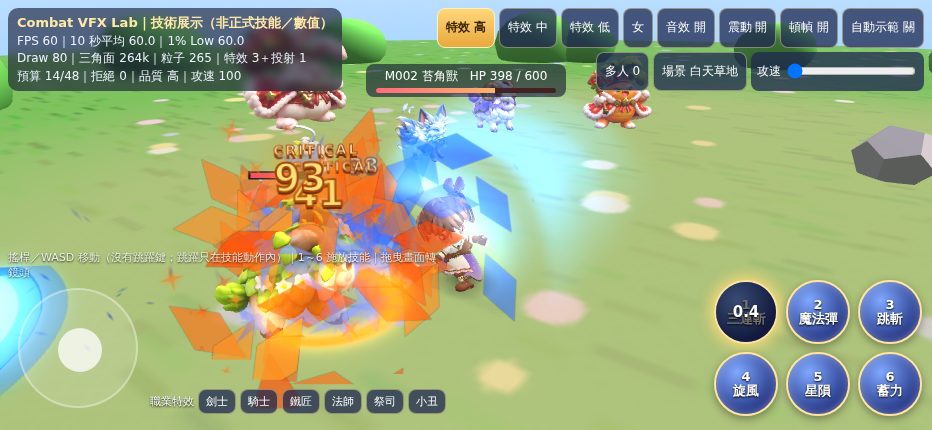 Combat VFX Lab｜技術展示（非正式技能／數值）
FPS 60｜10 秒平均 60.0｜1% Low 60.0
Draw 80｜三角面 264k｜粒子 265｜特效 3＋投射 1
預算 14/48｜拒絕 0｜品質 高｜攻速 100
特效 高
特效 中
特效 低
女
音效 開
震動 開
頓幀 開
自動示範 關
多人 0
場景 白天草地
攻速
M002 苔角獸 HP 398 / 600
CRITICAL
93
41
搖桿／WASD 移動（沒有跳躍鍵；跳躍只在技能動作內）｜1～6 施放技能｜拖曳畫面轉
鏡頭
1
0.4
三連斬
2
魔法彈
3
跳斬
4
旋風
5
星隕
6
蓄力
職業特效
劍士
騎士
鐵匠
法師
祭司
小丑